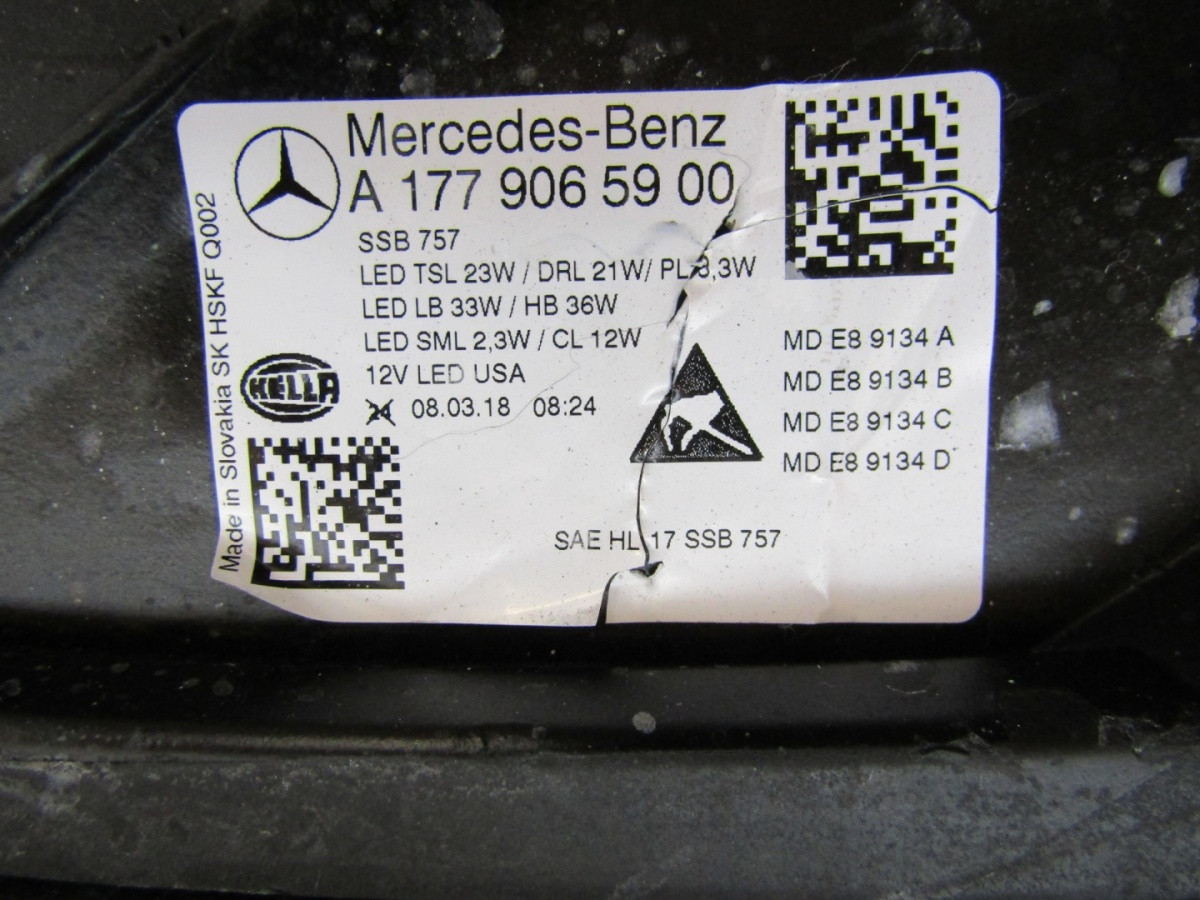 Mercedes-Benz
A 177 906 59 00
SSB 757
LED TSL 23W / DRL 21W/ PL 3,3W
LED LB 33W / HB 36W
LED SML 2,3W / CL 12W
12V LED USA
24 08.03.18 08:24
HELLA
Made in Slovakia SK HSKF Q002
MD E8 9134 A
MD E8 9134 B
MD E8 9134 C
MD E8 9134 D
SAE HL 17 SSB 757